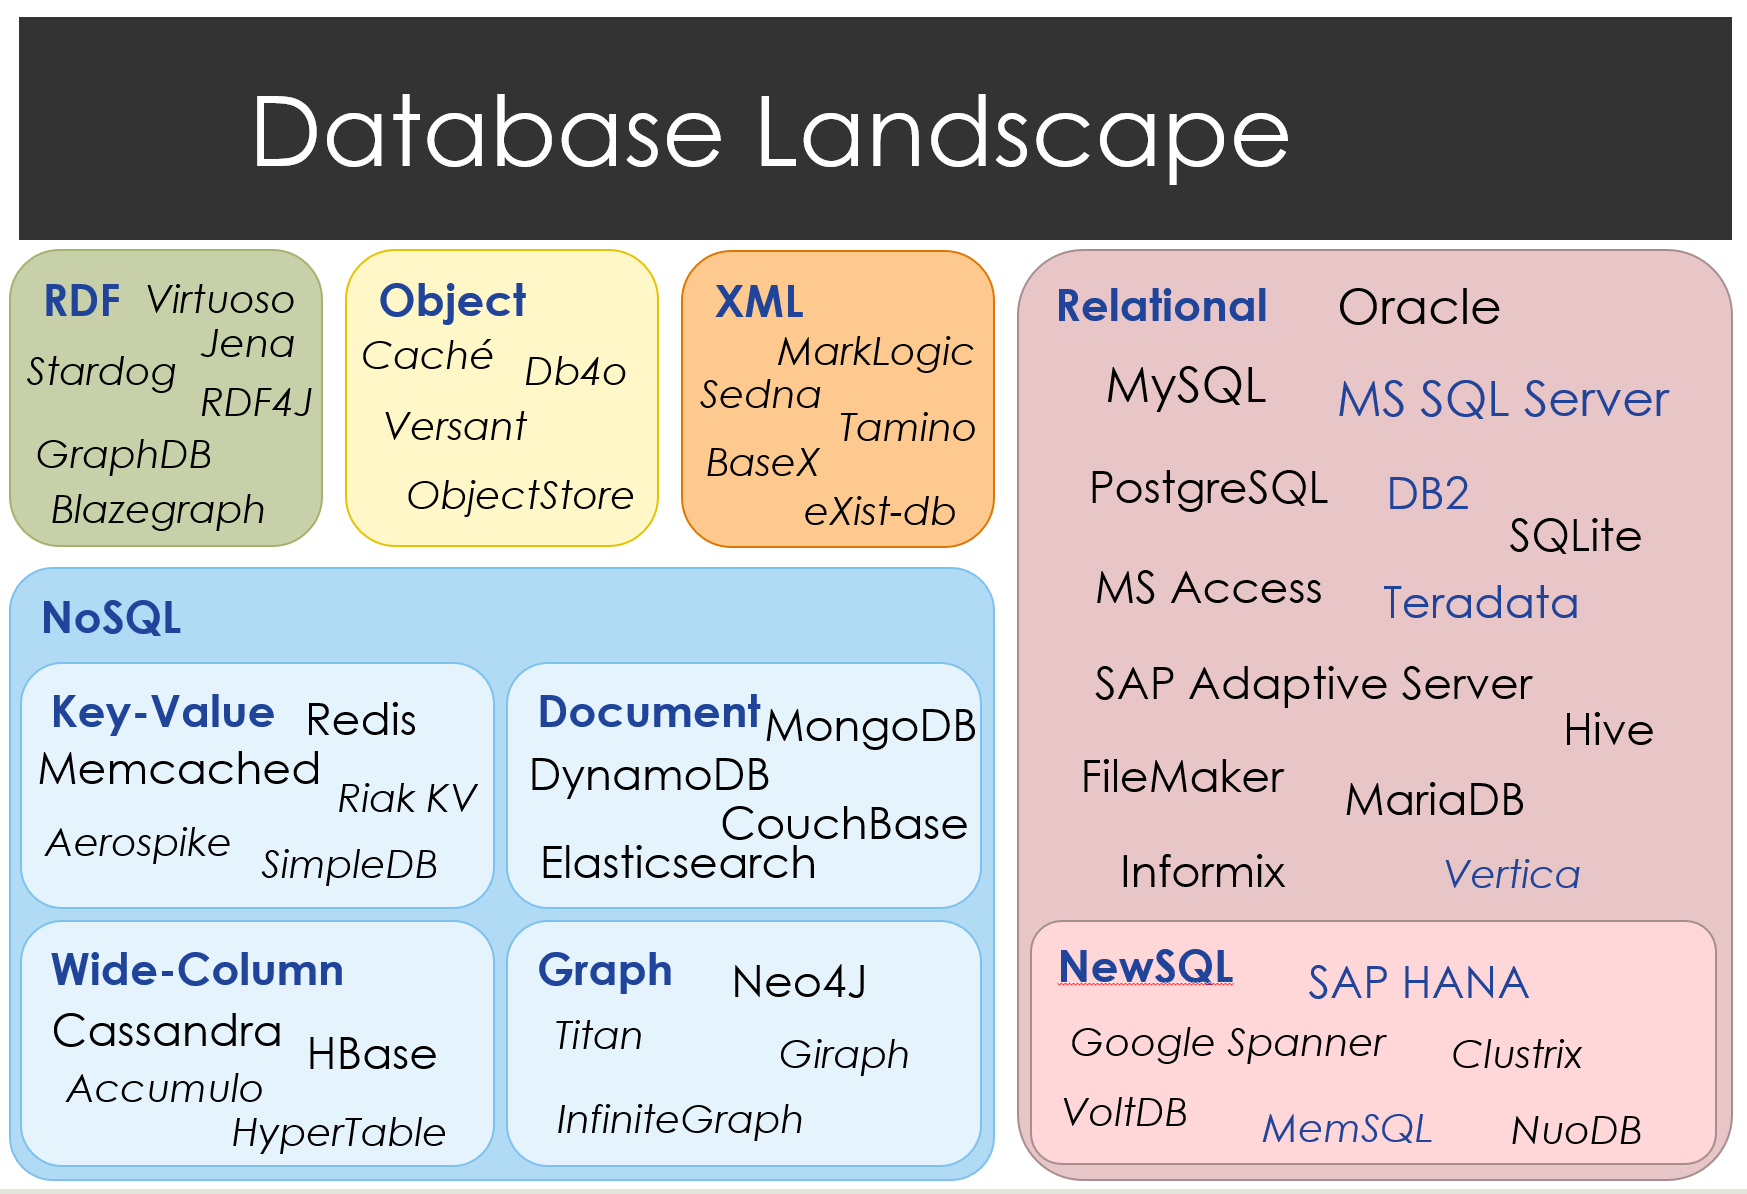 Database Landscape
RDF Virtuoso
Jena
Stardog
RDF4J
GraphDB
Blazegraph
Object
Caché
Db4o
Versant
ObjectStore
XML
MarkLogic
Sedna
Tamino
BaseX
eXist-db
NoSQL
Key-Value Redis
Memcached
Riak KV
Aerospike
SimpleDB
Document MongoDB
DynamoDB
CouchBase
Elasticsearch
Wide-Column
Cassandra
HBase
Accumulo
HyperTable
Graph Neo4J
Titan
Giraph
InfiniteGraph
Relational Oracle
MySQL MS SQL Server
PostgreSQL DB2
SQLite
MS Access Teradata
SAP Adaptive Server
Hive
FileMaker
MariaDB
Informix Vertica
NewSQL SAP HANA
Google Spanner Clustrix
VoltDB MemSQL NuoDB